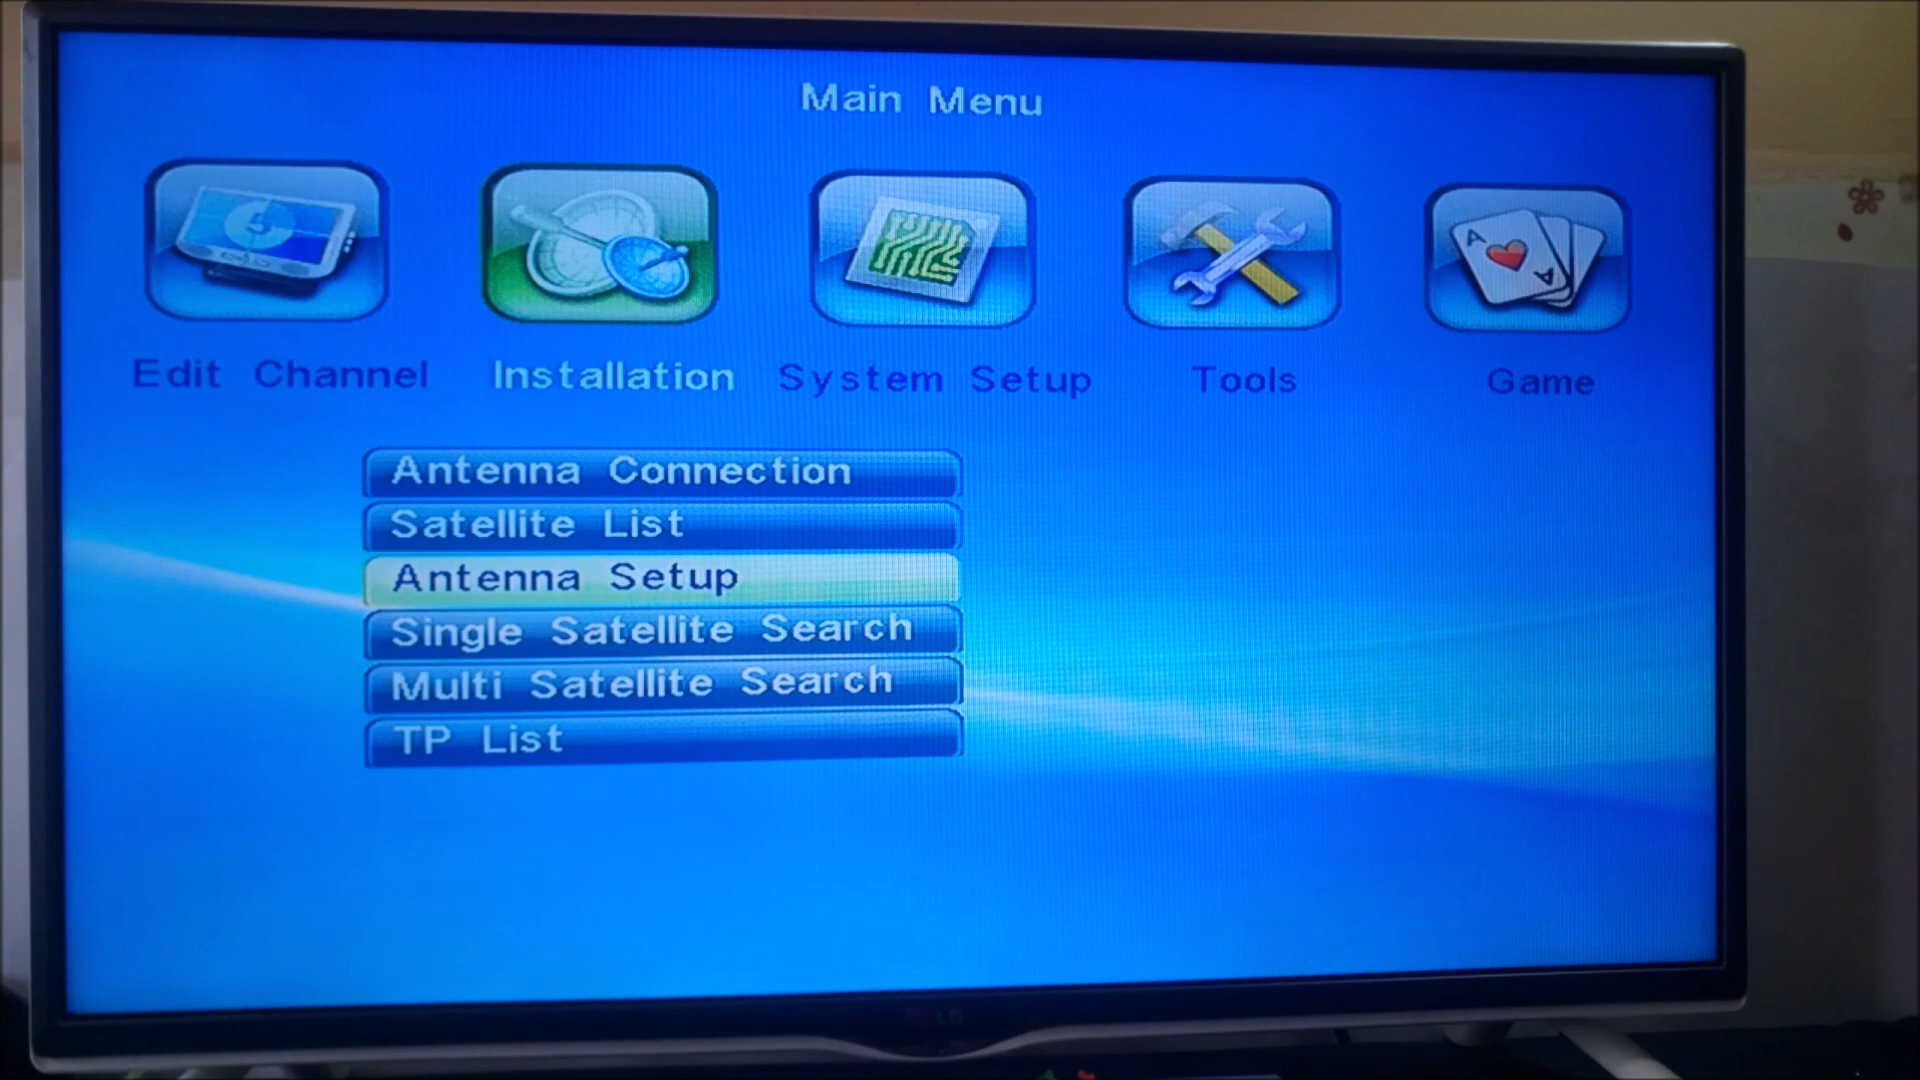 Main Menu
Edit Channel
Installation
System Setup
Tools
Game
Antenna Connection
Satellite List
Antenna Setup
Single Satellite Search
Multi Satellite Search
TP List
LG